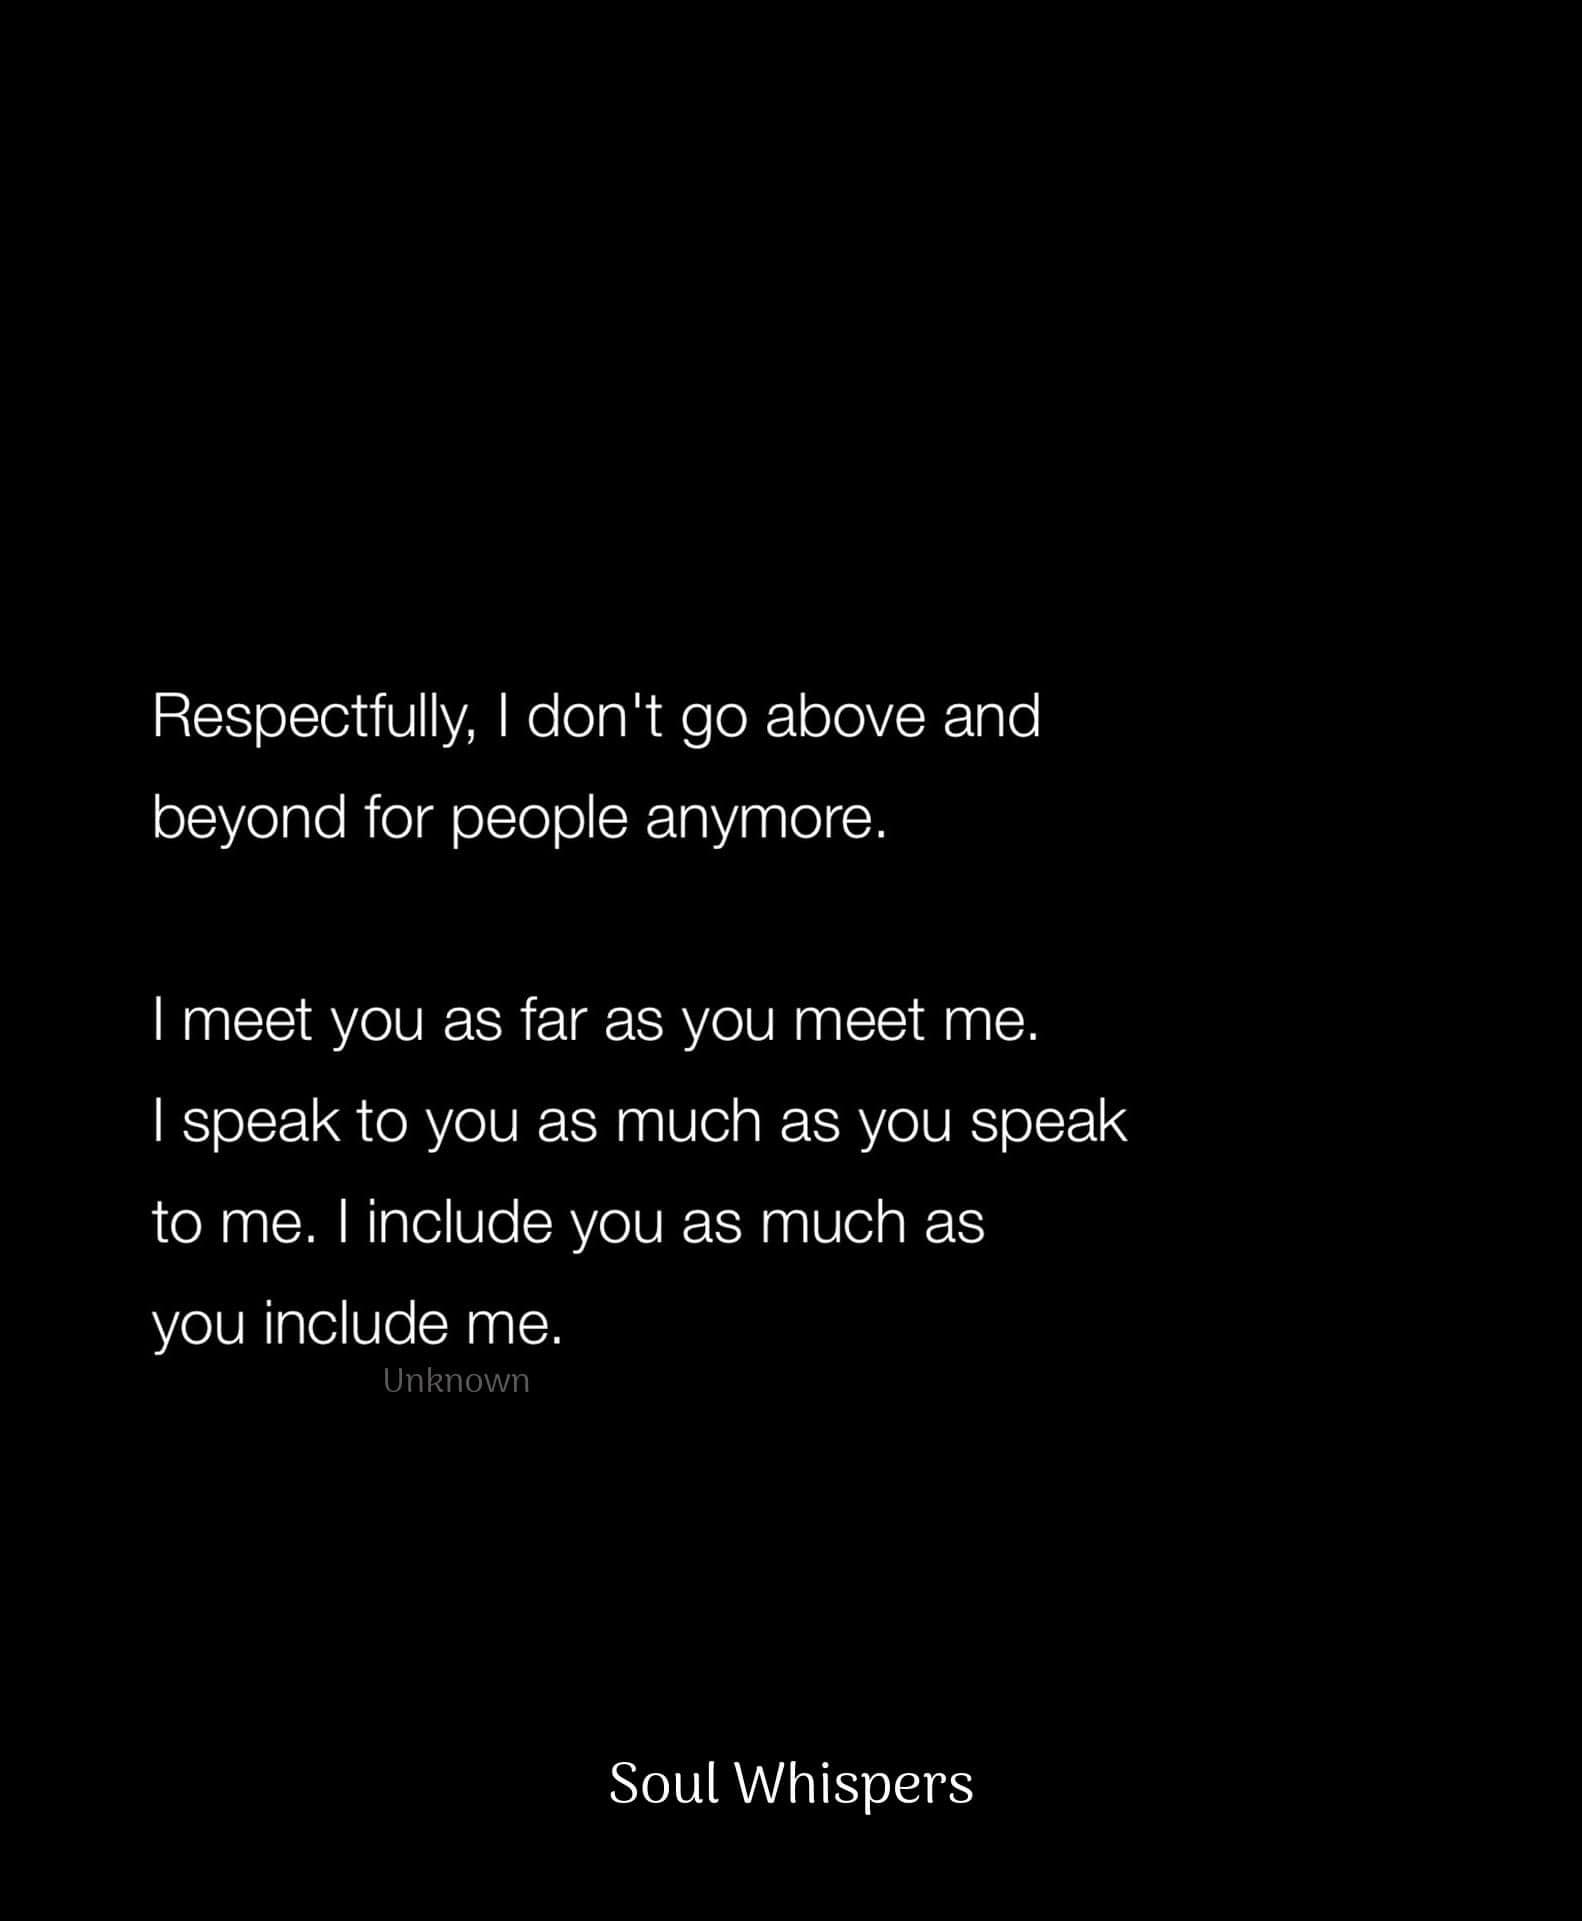 Respectfully, I don't go above and
beyond for people anymore.
I meet you as far as you meet me.
I speak to you as much as you speak
to me. I include you as much as
you include me.
Unknown
Soul Whispers